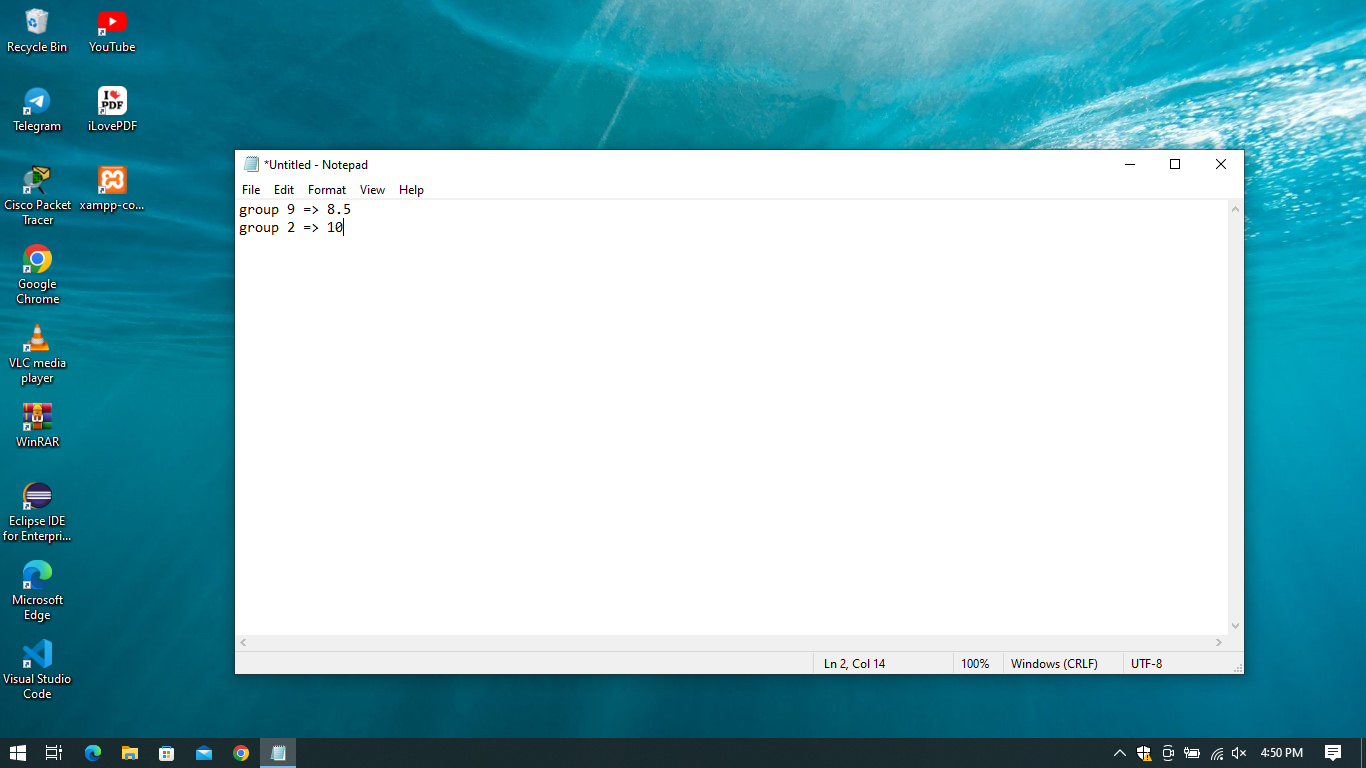 Recycle Bin
YouTube
Telegram
I
PDF
iLovePDF
Cisco Packet
Tracer
xampp-co...
Google
Chrome
VLC media
player
WinRAR
Eclipse IDE
for Enterpri...
Microsoft
Edge
Visual Studio
Code
*Untitled - Notepad
File Edit Format View Help
group 9 => 8.5
group 2 => 10
Ln 2, Col 14 100% Windows (CRLF) UTF-8
4:50 PM